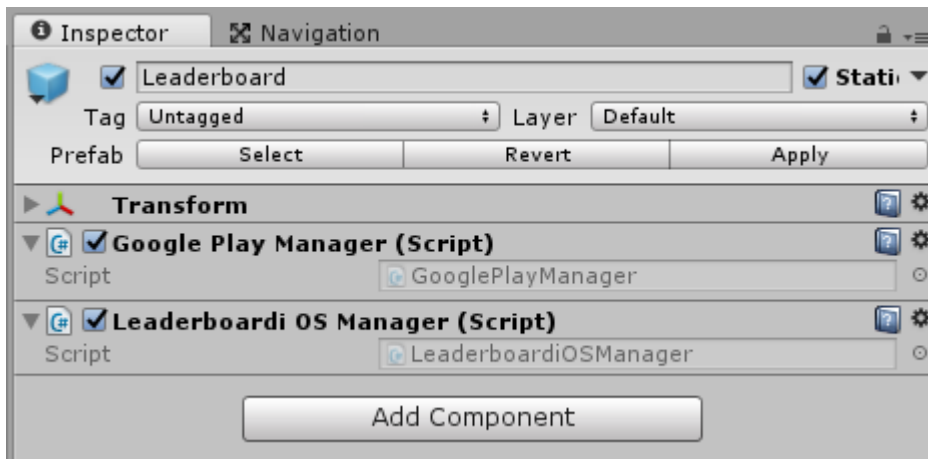 Inspector Navigation
Leaderboard Stati
Tag Untagged Layer Default
Prefab Select Revert Apply
Transform
Google Play Manager (Script)
Script GooglePlayManager
Leaderboardi OS Manager (Script)
Script LeaderboardiOSManager
Add Component